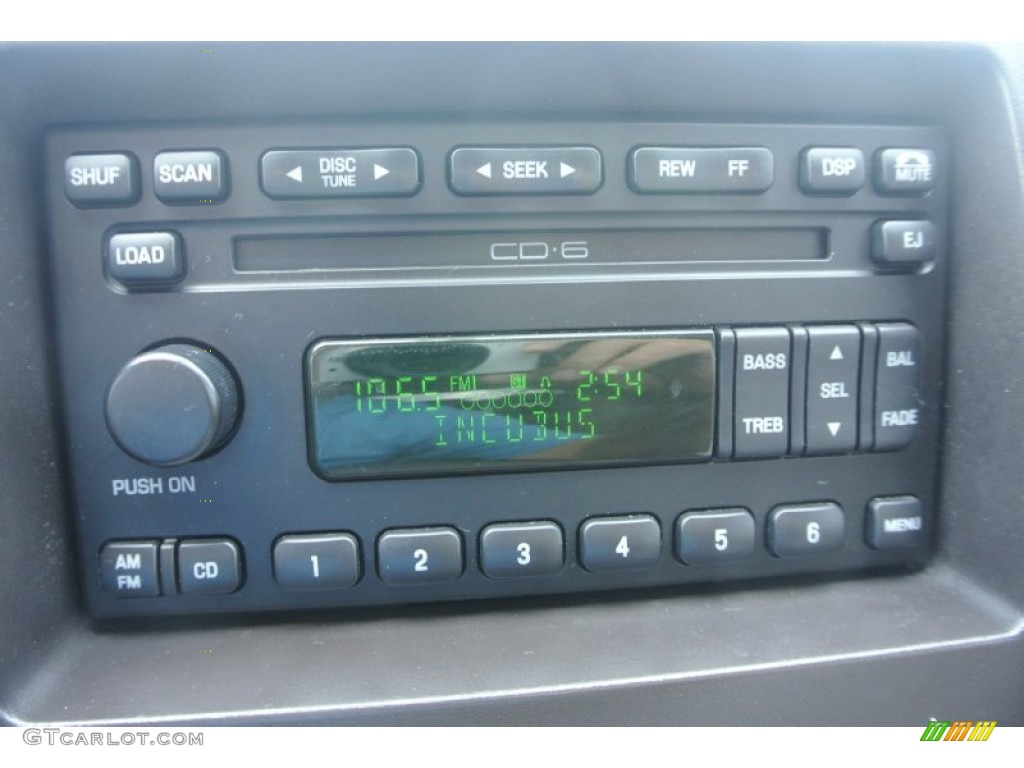 SHUF SCAN ◄ DISC TUNE ► ◄ SEEK ► REW FF DSP MUTE
LOAD CD·6 EJ
106.5 FM1 ST 2:54
INCUBUS
BASS ▲ BAL
SEL
TREB ▼ FADE
PUSH ON
AM FM CD 1 2 3 4 5 6 MENU
GTCARLOT.COM